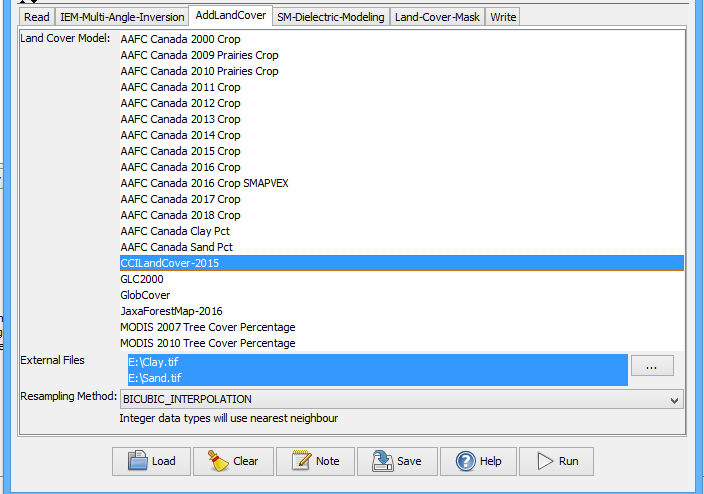 Read IEM-Multi-Angle-Inversion AddLandCover SM-Dielectric-Modeling Land-Cover-Mask Write
Land Cover Model: AAFC Canada 2000 Crop
AAFC Canada 2009 Prairies Crop
AAFC Canada 2010 Prairies Crop
AAFC Canada 2011 Crop
AAFC Canada 2012 Crop
AAFC Canada 2013 Crop
AAFC Canada 2014 Crop
AAFC Canada 2015 Crop
AAFC Canada 2016 Crop
AAFC Canada 2016 Crop SMAPVEX
AAFC Canada 2017 Crop
AAFC Canada 2018 Crop
AAFC Canada Clay Pct
AAFC Canada Sand Pct
CCILandCover-2015
GLC2000
GlobCover
JaxaForestMap-2016
MODIS 2007 Tree Cover Percentage
MODIS 2010 Tree Cover Percentage
External Files E:\Clay.tif ...
E:\Sand.tif
Resampling Method: BICUBIC_INTERPOLATION
Integer data types will use nearest neighbour
Load Clear Note Save Help Run